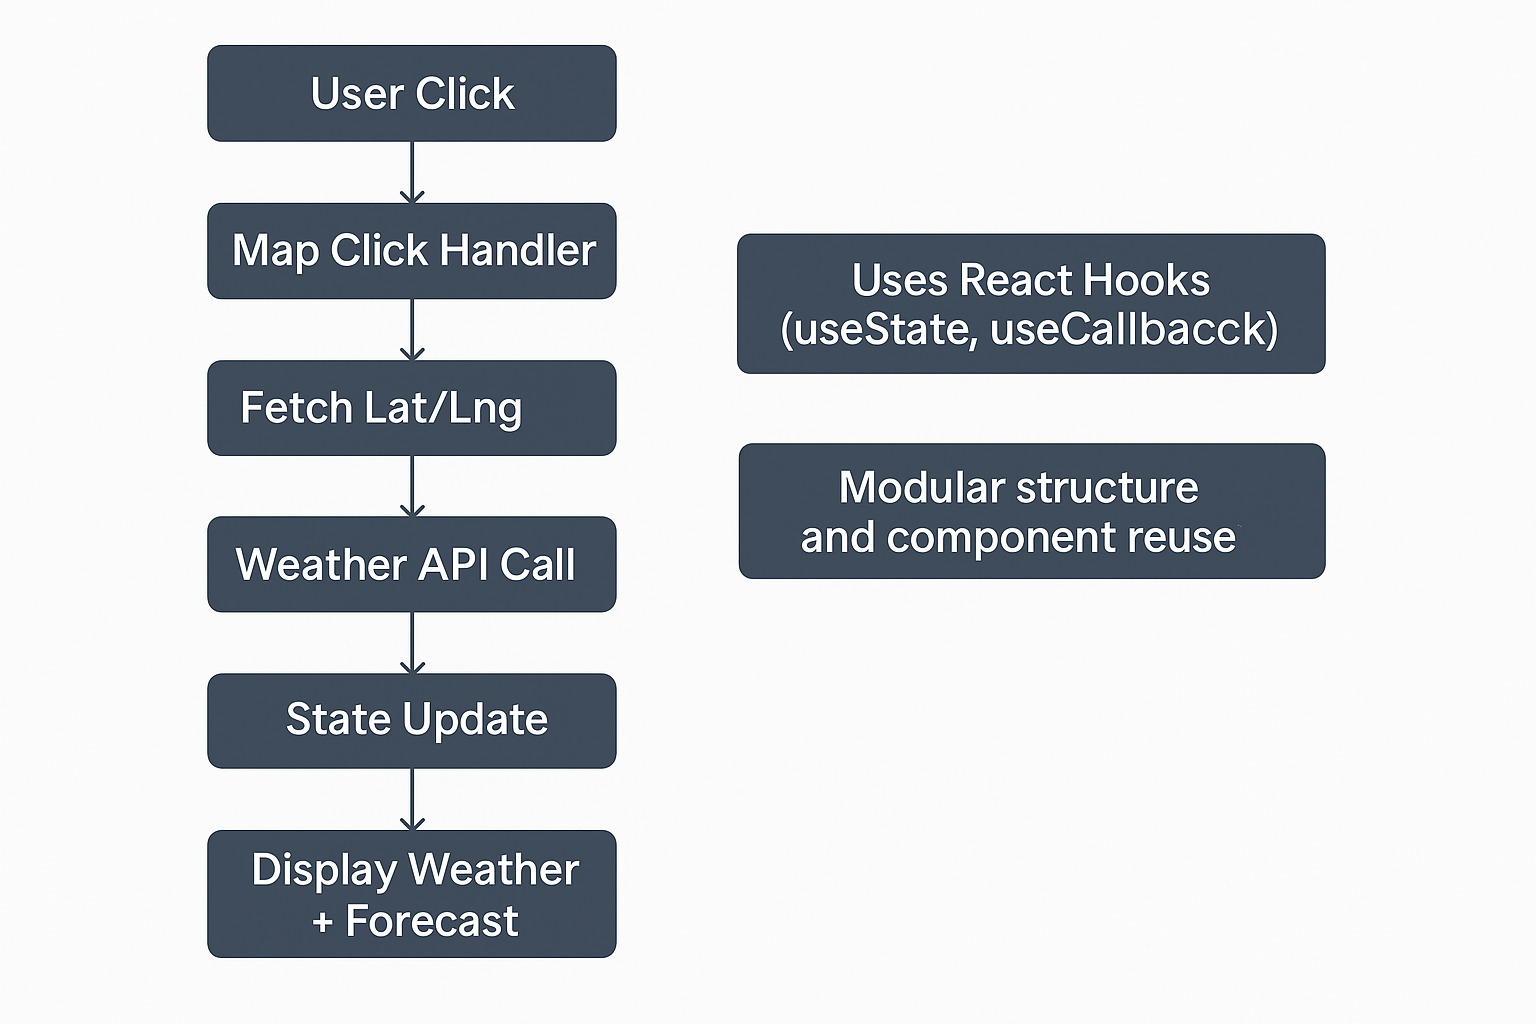 User Click
Map Click Handler
Fetch Lat/Lng
Weather API Call
State Update
Display Weather
+ Forecast
Uses React Hooks
(useState, useCallbacck)
Modular structure
and component reuse